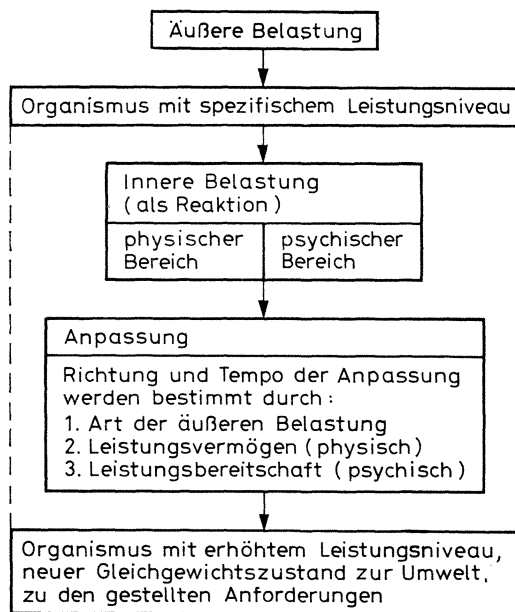 Äußere Belastung
Organismus mit spezifischem Leistungsniveau
Innere Belastung
(als Reaktion)
physischer
Bereich
psychischer
Bereich
Anpassung
Richtung und Tempo der Anpassung
werden bestimmt durch:
1. Art der äußeren Belastung
2. Leistungsvermögen (physisch)
3. Leistungsbereitschaft (psychisch)
Organismus mit erhöhtem Leistungsniveau,
neuer Gleichgewichtszustand zur Umwelt,
zu den gestellten Anforderungen